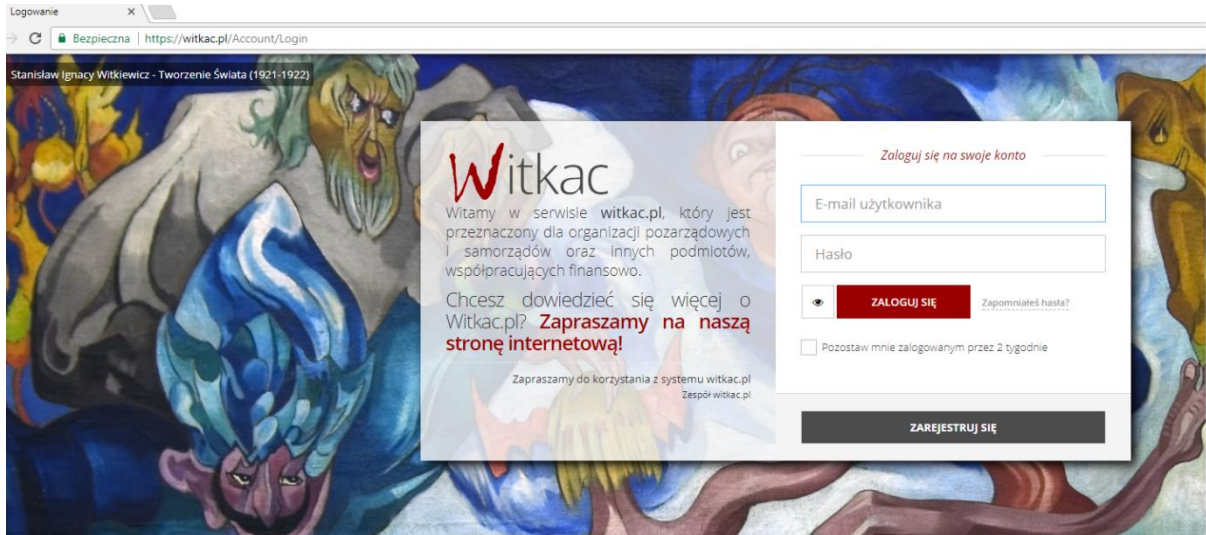 Logowanie
Bezpieczna | https://witkac.pl/Account/Login
Stanisław Ignacy Witkiewicz - Tworzenie Świata (1921-1922)
Witkac
Witamy w serwisie witkac.pl, który jest
przeznaczony dla organizacji pozarządowych
i samorządów oraz innych podmiotów,
współpracujących finansowo.
Chcesz dowiedzieć się więcej o
Witkac.pl? Zapraszamy na naszą
stronę internetową!
Zapraszamy do korzystania z systemu witkac.pl
Zespół witkac.pl
Zaloguj się na swoje konto
E-mail użytkownika
Hasło
ZALOGUJ SIĘ Zapomniałeś hasła?
Pozostaw mnie zalogowanym przez 2 tygodnie
ZAREJESTRUJ SIĘ